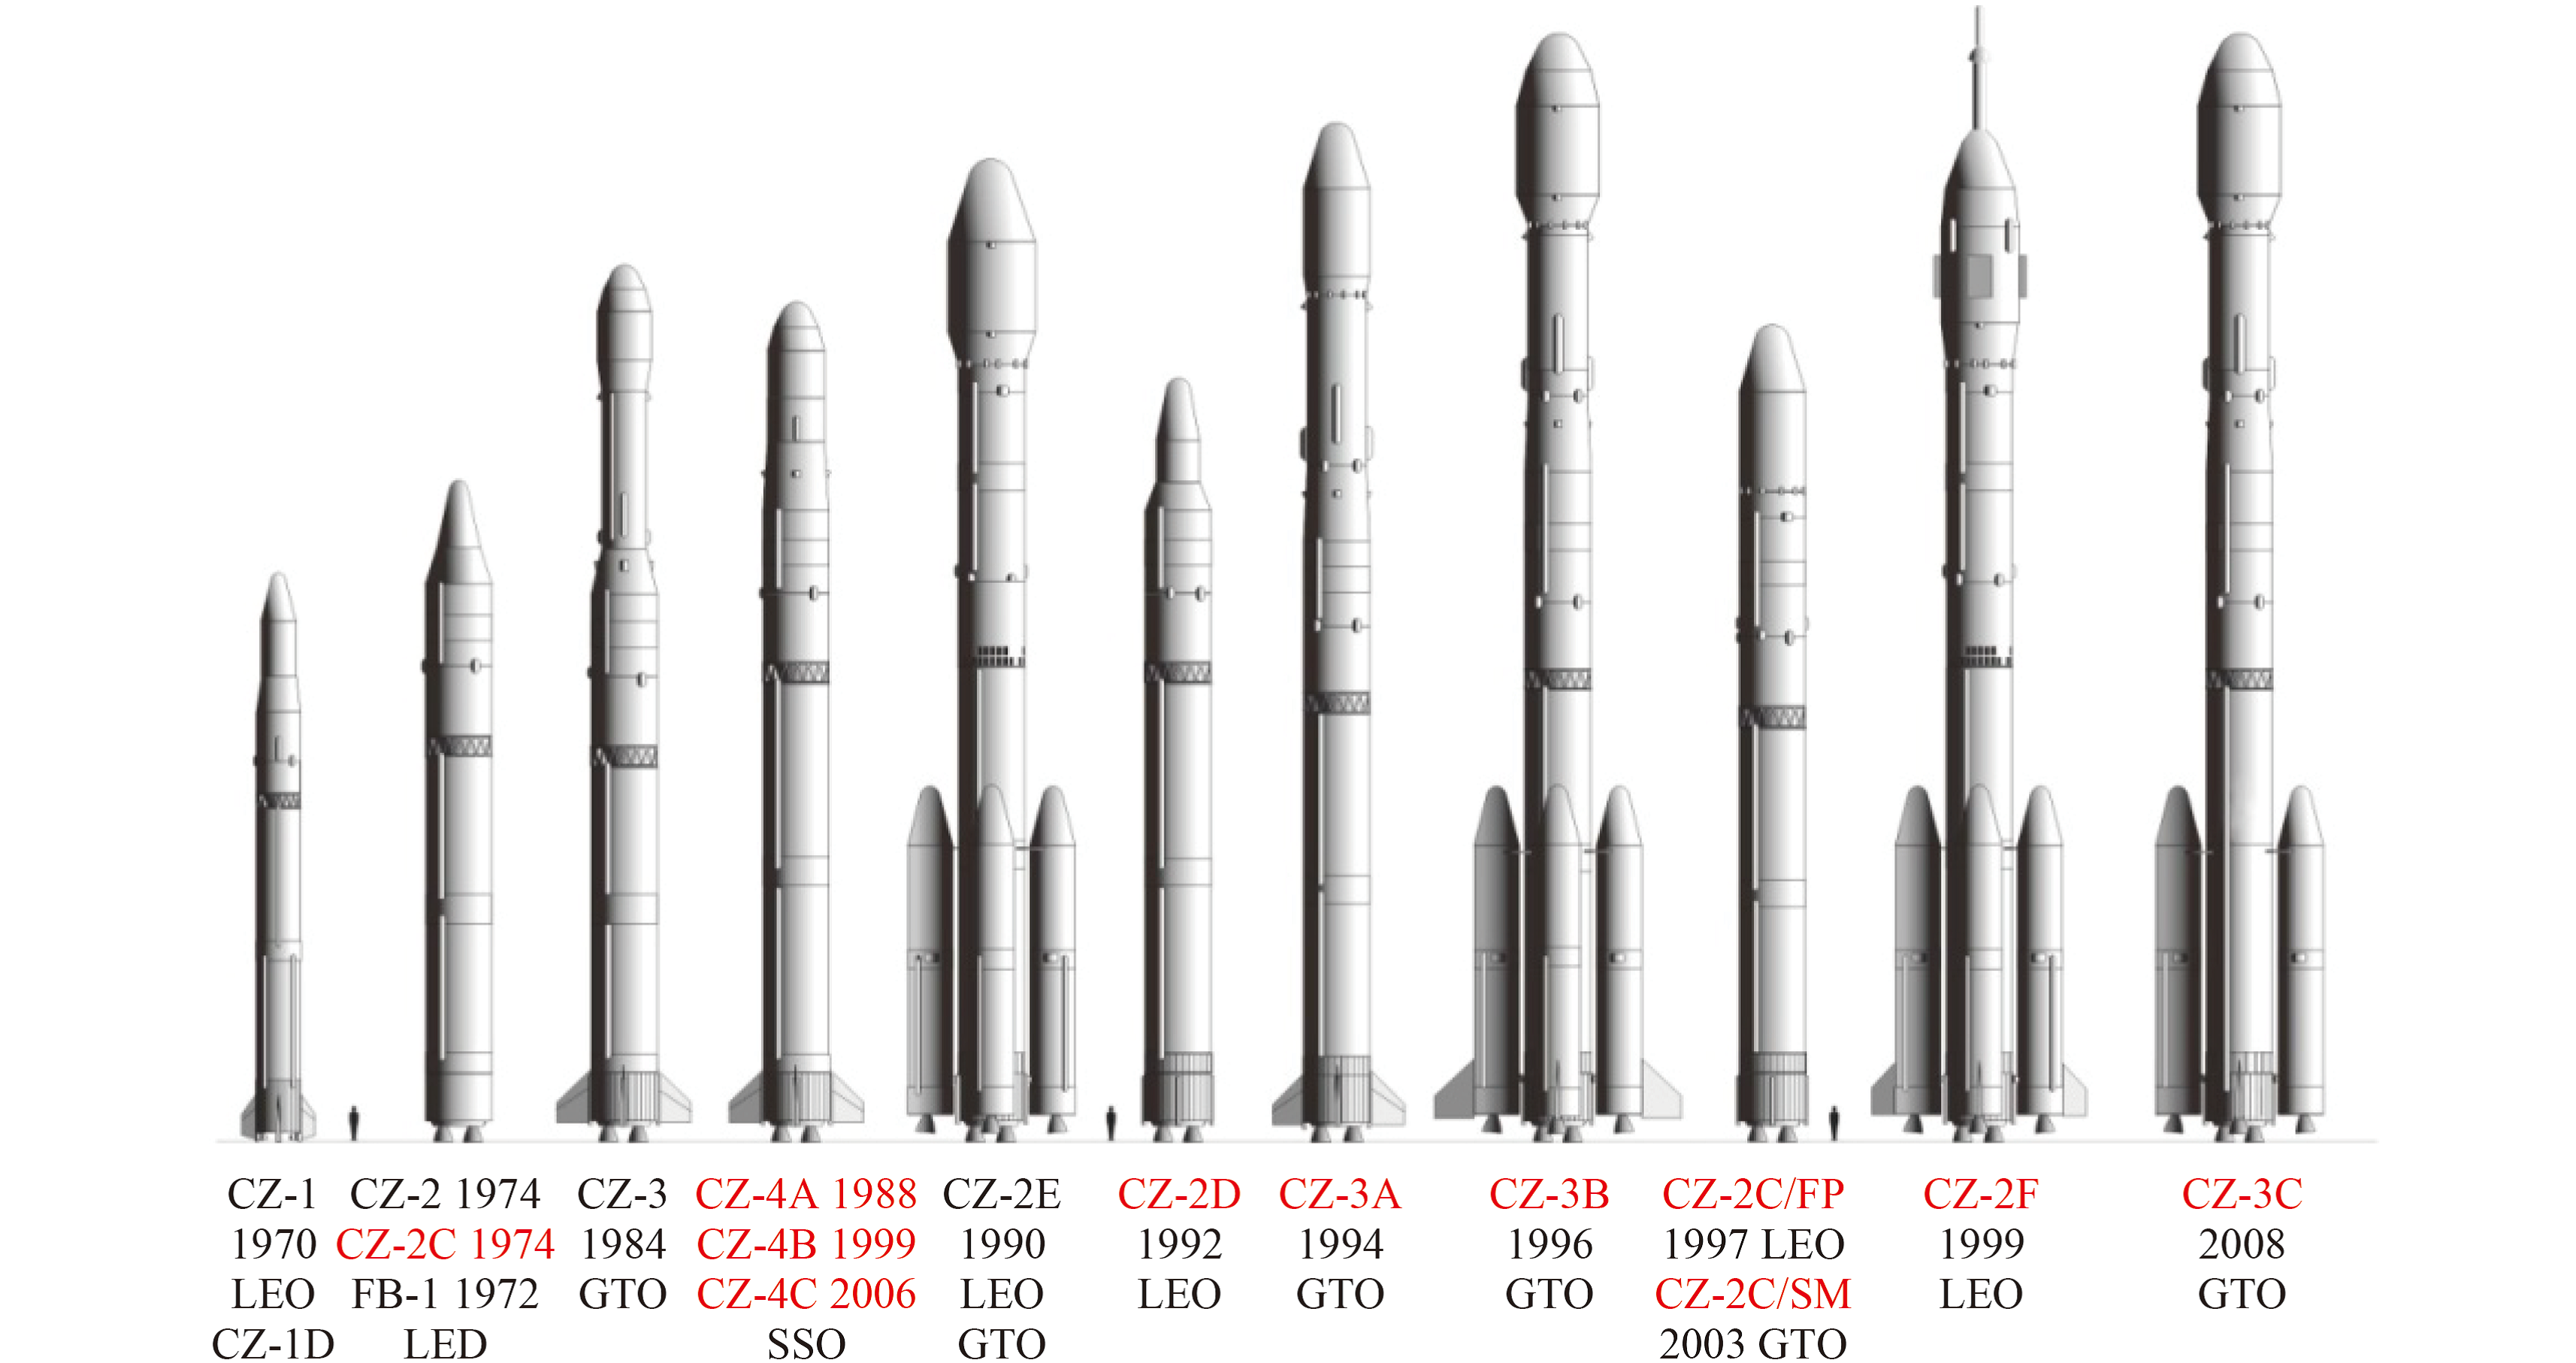 CZ-1
1970
LEO
CZ-1D
CZ-2 1974
CZ-2C 1974
FB-1 1972
LED
CZ-3
1984
GTO
CZ-4A 1988
CZ-4B 1999
CZ-4C 2006
SSO
CZ-2E
1990
LEO
GTO
CZ-2D
1992
LEO
CZ-3A
1994
GTO
CZ-3B
1996
GTO
CZ-2C/FP
1997 LEO
CZ-2C/SM
2003 GTO
CZ-2F
1999
LEO
CZ-3C
2008
GTO